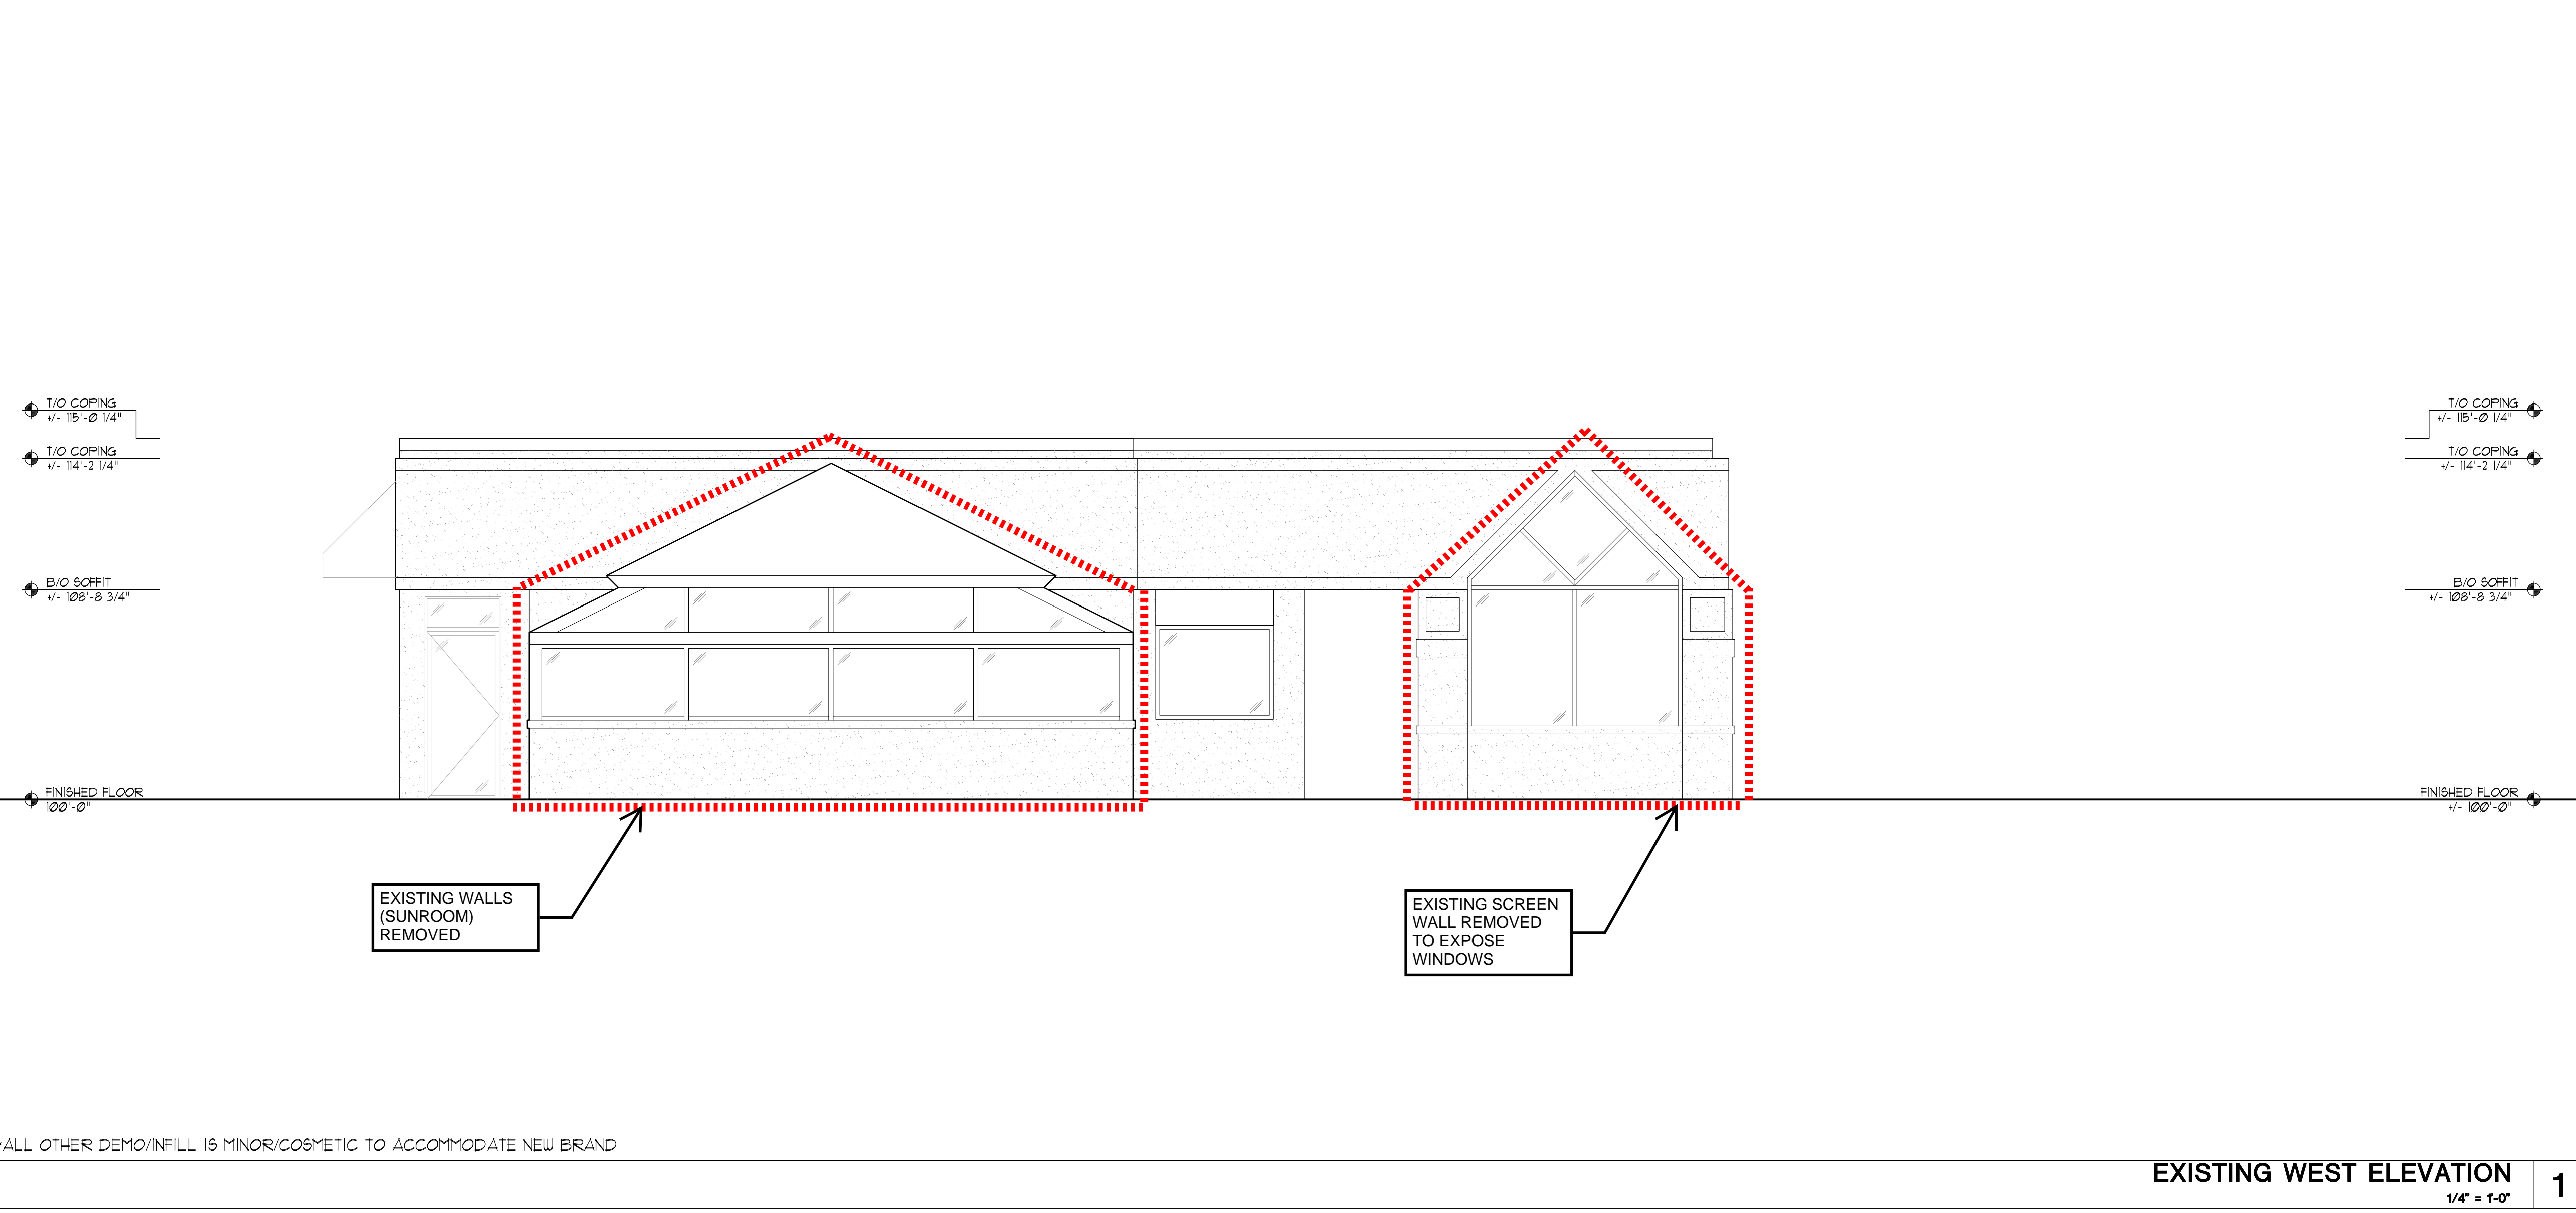 T/O COPING
+/- 115'-0 1/4"
T/O COPING
+/- 114'-2 1/4"
B/O SOFFIT
+/- 108'-8 3/4"
FINISHED FLOOR
100'-0"
T/O COPING
+/- 115'-0 1/4"
T/O COPING
+/- 114'-2 1/4"
B/O SOFFIT
+/- 108'-8 3/4"
FINISHED FLOOR
+/- 100'-0"
EXISTING WALLS
(SUNROOM)
REMOVED
EXISTING SCREEN
WALL REMOVED
TO EXPOSE
WINDOWS
ALL OTHER DEMO/INFILL IS MINOR/COSMETIC TO ACCOMMODATE NEW BRAND
EXISTING WEST ELEVATION
1/4" = 1'-0"
1